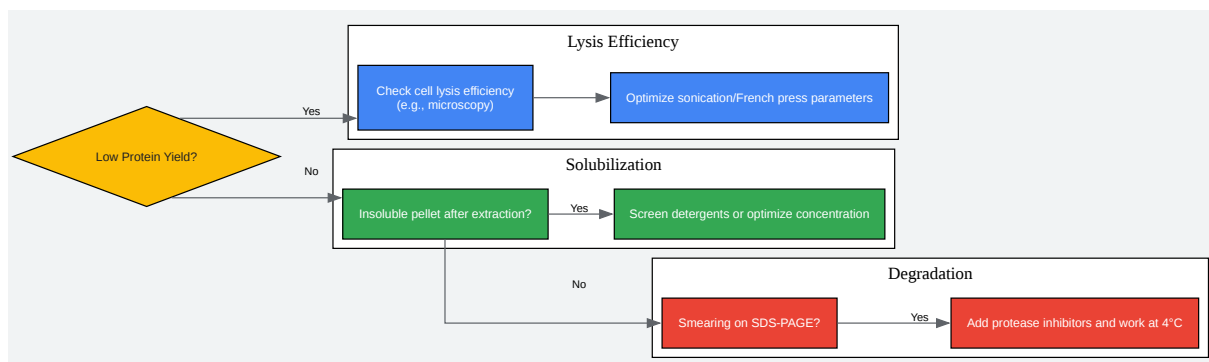 Lysis Efficiency
Check cell lysis efficiency
(e.g., microscopy)
Optimize sonication/French press parameters
Yes
Low Protein Yield?
No
Solubilization
Insoluble pellet after extraction?
Yes
Screen detergents or optimize concentration
No
Degradation
Smearing on SDS-PAGE?
Yes
Add protease inhibitors and work at 4°C